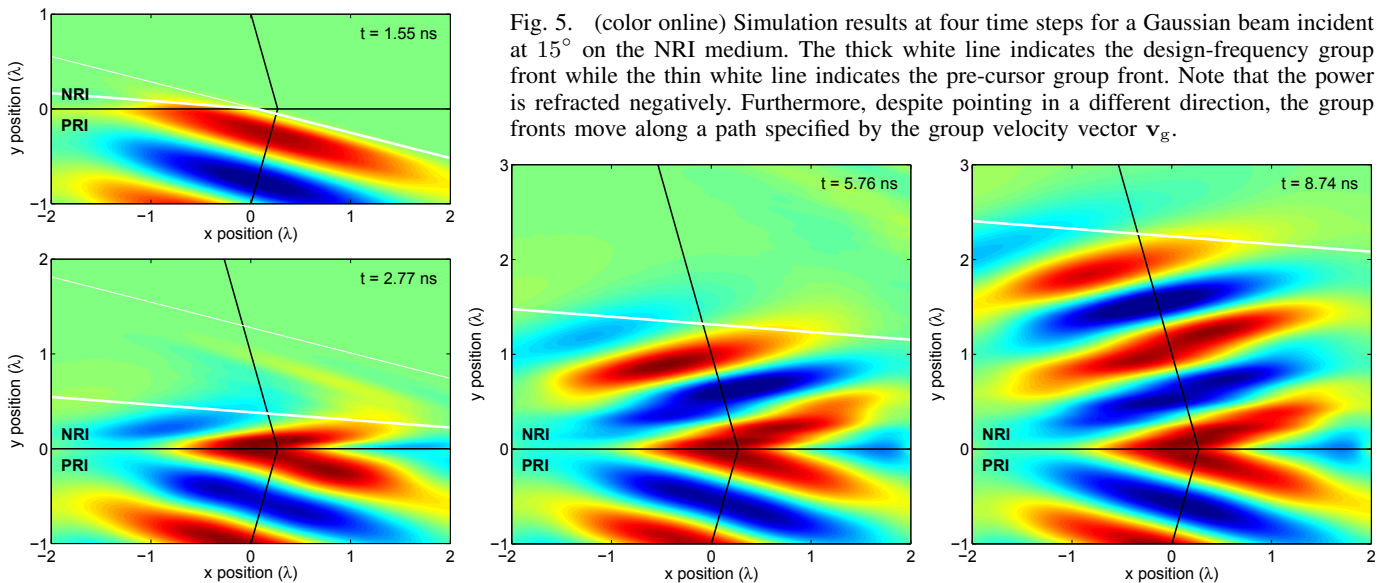 Fig. 5. (color online) Simulation results at four time steps for a Gaussian beam incident
at 15° on the NRI medium. The thick white line indicates the design-frequency group
front while the thin white line indicates the pre-cursor group front. Note that the power
is refracted negatively. Furthermore, despite pointing in a different direction, the group
fronts move along a path specified by the group velocity vector vg.
1
0
−1
y position (λ)
t = 1.55 ns
NRI
PRI
−2 −1 0 1 2
x position (λ)
2
1
0
−1
y position (λ)
t = 2.77 ns
NRI
PRI
−2 −1 0 1 2
x position (λ)
3
2
1
0
−1
y position (λ)
t = 5.76 ns
NRI
PRI
−2 −1 0 1 2
x position (λ)
3
2
1
0
−1
y position (λ)
t = 8.74 ns
NRI
PRI
−2 −1 0 1 2
x position (λ)